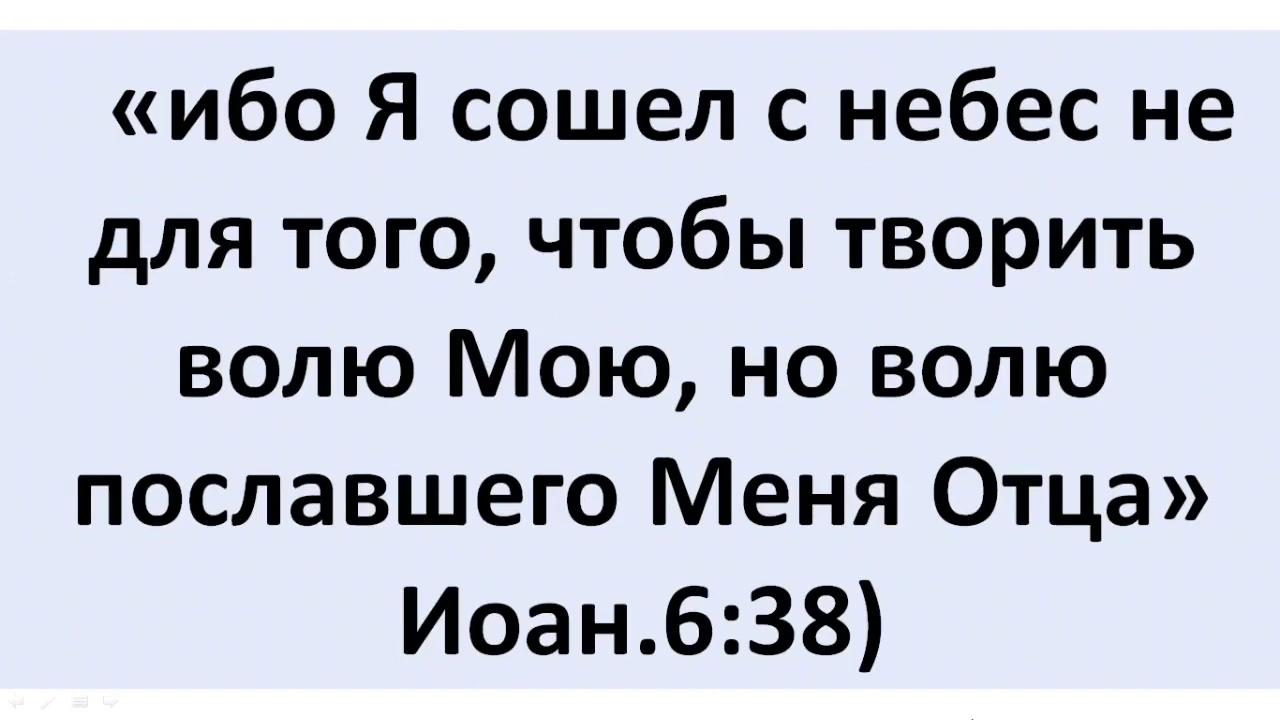 «ибо Я сошел с небес не
для того, чтобы творить
волю Мою, но волю
пославшего Меня Отца»
Иоан.6:38)